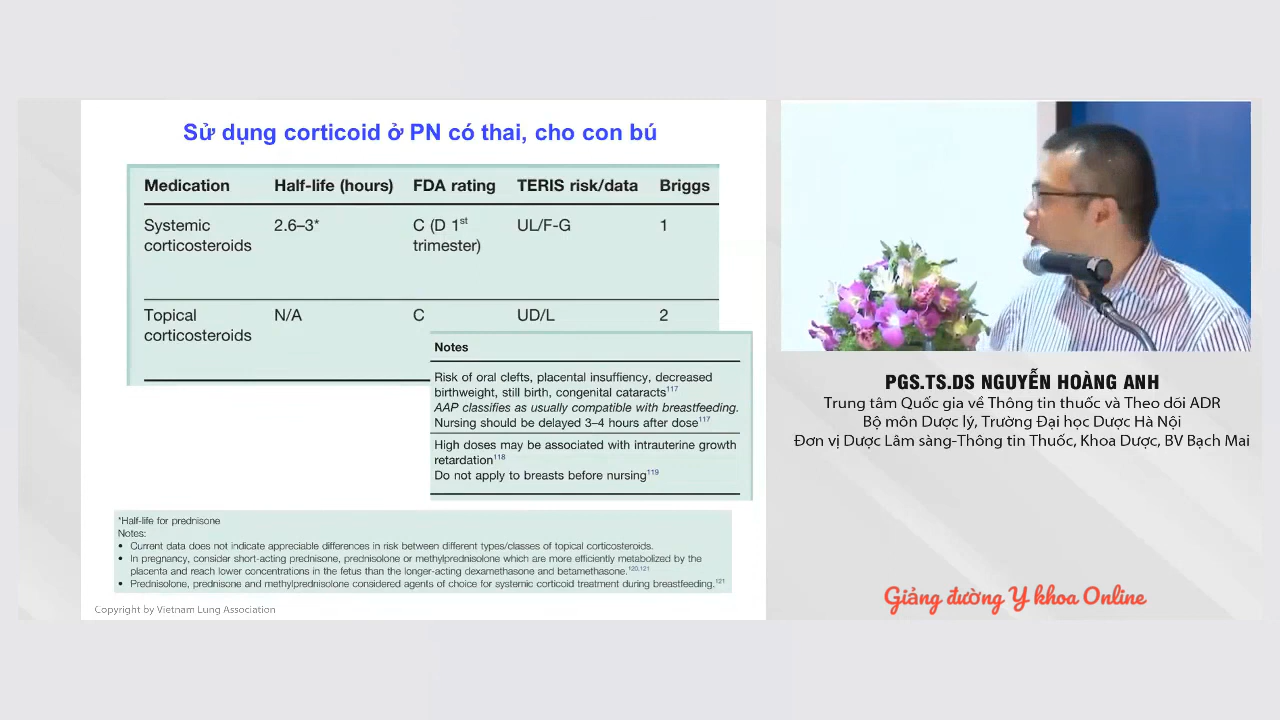 Sử dụng corticoid ở PN có thai, cho con bú
Medication Half-life (hours) FDA rating TERIS risk/data Briggs
Systemic corticosteroids 2.6–3* C (D 1st trimester) UL/F-G 1
Topical corticosteroids N/A C UD/L 2
Notes
Risk of oral clefts, placental insuffiency, decreased
birthweight, still birth, congenital cataracts117
AAP classifies as usually compatible with breastfeeding.
Nursing should be delayed 3–4 hours after dose117
High doses may be associated with intrauterine growth
retardation118
Do not apply to breasts before nursing119
*Half-life for prednisone
Notes:
• Current data does not indicate appreciable differences in risk between different types/classes of topical corticosteroids.
• In pregnancy, consider short-acting prednisone, prednisolone or methylprednisolone which are more efficiently metabolized by the
placenta and reach lower concentrations in the fetus than the longer-acting dexamethasone and betamethasone.120,121
• Prednisolone, prednisone and methylprednisolone considered agents of choice for systemic corticoid treatment during breastfeeding.121
Copyright by Vietnam Lung Association
PGS.TS.DS NGUYỄN HOÀNG ANH
Trung tâm Quốc gia về Thông tin thuốc và Theo dõi ADR
Bộ môn Dược lý, Trường Đại học Dược Hà Nội
Đơn vị Dược Lâm sàng-Thông tin Thuốc, Khoa Dược, BV Bạch Mai
Giảng đường Y khoa Online